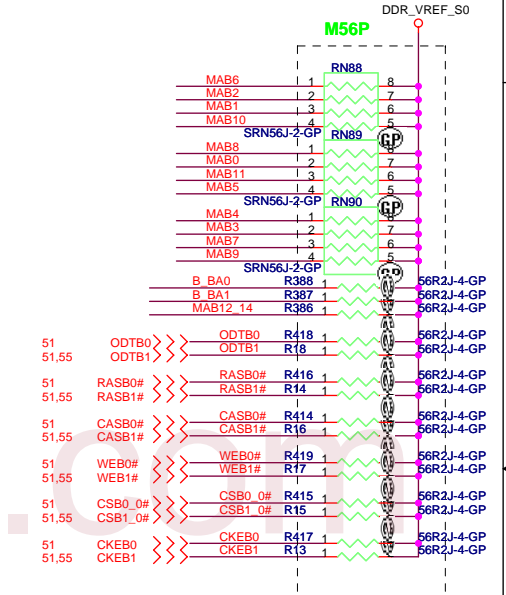 DDR_VREF_S0
M56P
RN88
MAB6 1 8
MAB2 2 7
MAB1 3 6
MAB10 4 5
SRN56J-2-GP RN89 GP
MAB8 1 8
MAB0 2 7
MAB11 3 6
MAB5 4 5
SRN56J-2-GP RN90 GP
MAB4 1 8
MAB3 2 7
MAB7 3 6
MAB9 4 5
SRN56J-2-GP GP
B_BA0 R388 1 56R2J-4-GP
B_BA1 R387 1 56R2J-4-GP
MAB12_14 R386 1 56R2J-4-GP
51 ODTB0 ODTB0 R418 1 56R2J-4-GP
51,55 ODTB1 ODTB1 R18 1 56R2J-4-GP
51 RASB0# RASB0# R416 1 56R2J-4-GP
51,55 RASB1# RASB1# R14 1 56R2J-4-GP
51 CASB0# CASB0# R414 1 56R2J-4-GP
51,55 CASB1# CASB1# R16 1 56R2J-4-GP
51 WEB0# WEB0# R419 1 56R2J-4-GP
51,55 WEB1# WEB1# R17 1 56R2J-4-GP
51 CSB0_0# CSB0_0# R415 1 56R2J-4-GP
51,55 CSB1_0# CSB1_0# R15 1 56R2J-4-GP
51 CKEB0 CKEB0 R417 1 56R2J-4-GP
51,55 CKEB1 CKEB1 R13 1 56R2J-4-GP
.com